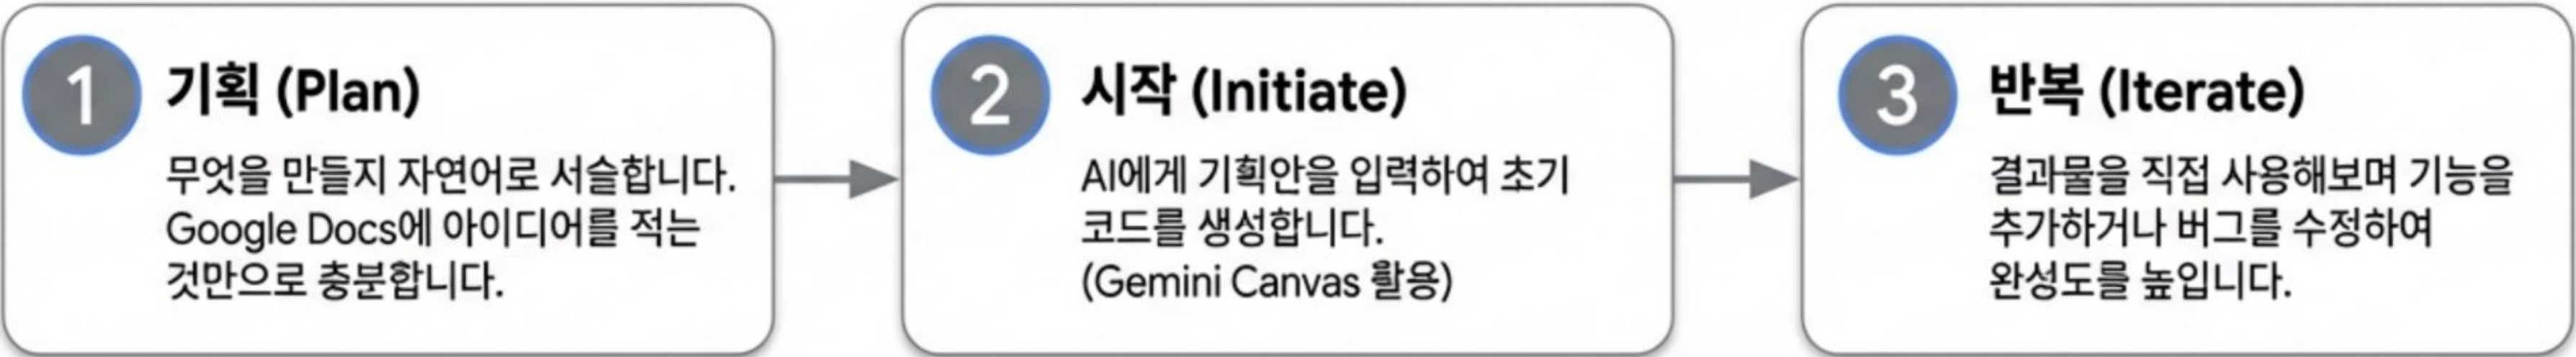 1
기획 (Plan)
무엇을 만들지 자연어로 서슬합니다.
Google Docs에 아이디어를 적는
것만으로 충분합니다.
2
시작 (Initiate)
AI에게 기획안을 입력하여 초기
코드를 생성합니다.
(Gemini Canvas 활용)
3
반복 (Iterate)
결과물을 직접 사용해보며 기능을
추가하거나 버그를 수정하여
완성도를 높입니다.